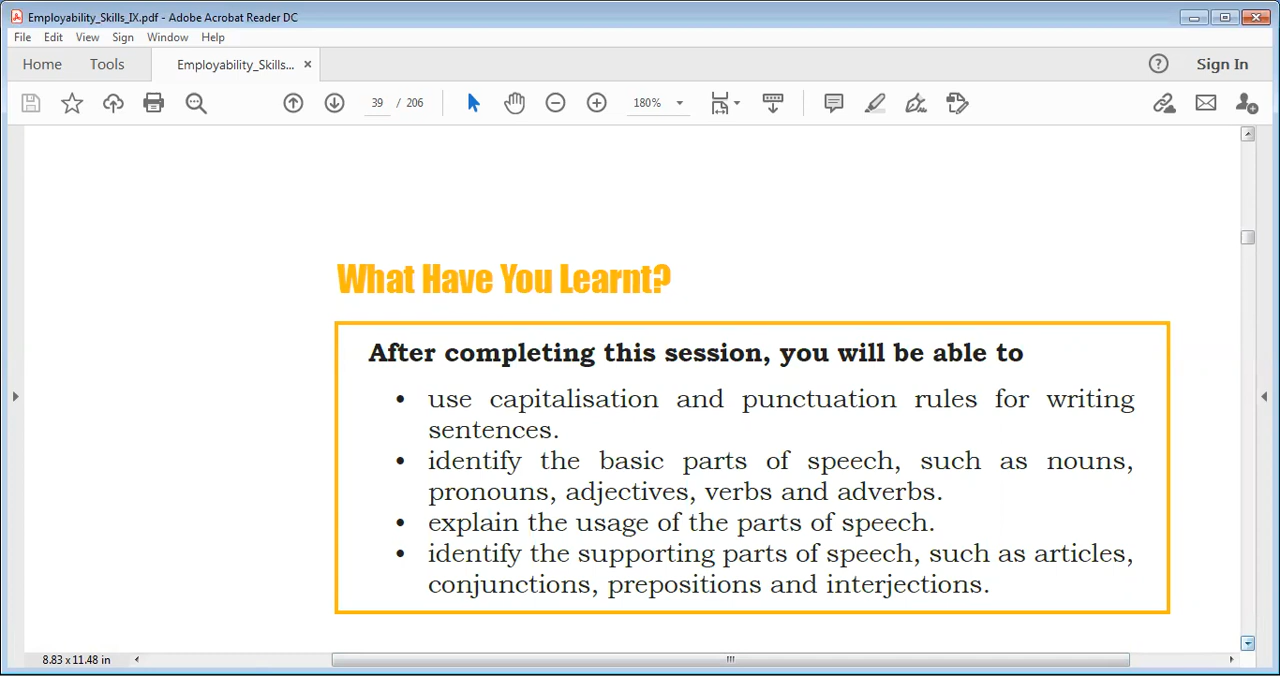 Employability_Skills_IX.pdf - Adobe Acrobat Reader DC
File Edit View Sign Window Help
Home Tools Employability_Skills... × Sign In
39 / 206 180%
What Have You Learnt?
After completing this session, you will be able to
• use capitalisation and punctuation rules for writing
sentences.
• identify the basic parts of speech, such as nouns,
pronouns, adjectives, verbs and adverbs.
• explain the usage of the parts of speech.
• identify the supporting parts of speech, such as articles,
conjunctions, prepositions and interjections.
8.83 x 11.48 in